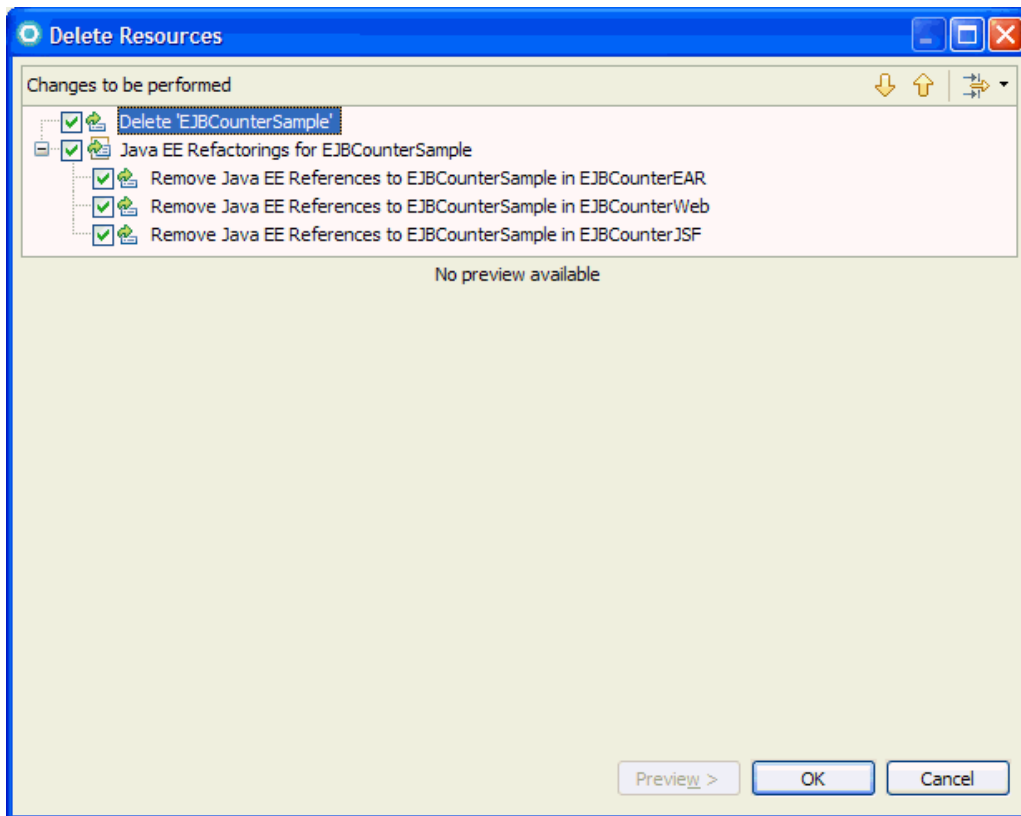 Delete Resources
Changes to be performed
Delete 'EJBCounterSample'
Java EE Refactorings for EJBCounterSample
Remove Java EE References to EJBCounterSample in EJBCounterEAR
Remove Java EE References to EJBCounterSample in EJBCounterWeb
Remove Java EE References to EJBCounterSample in EJBCounterJSF
No preview available
Preview > OK Cancel